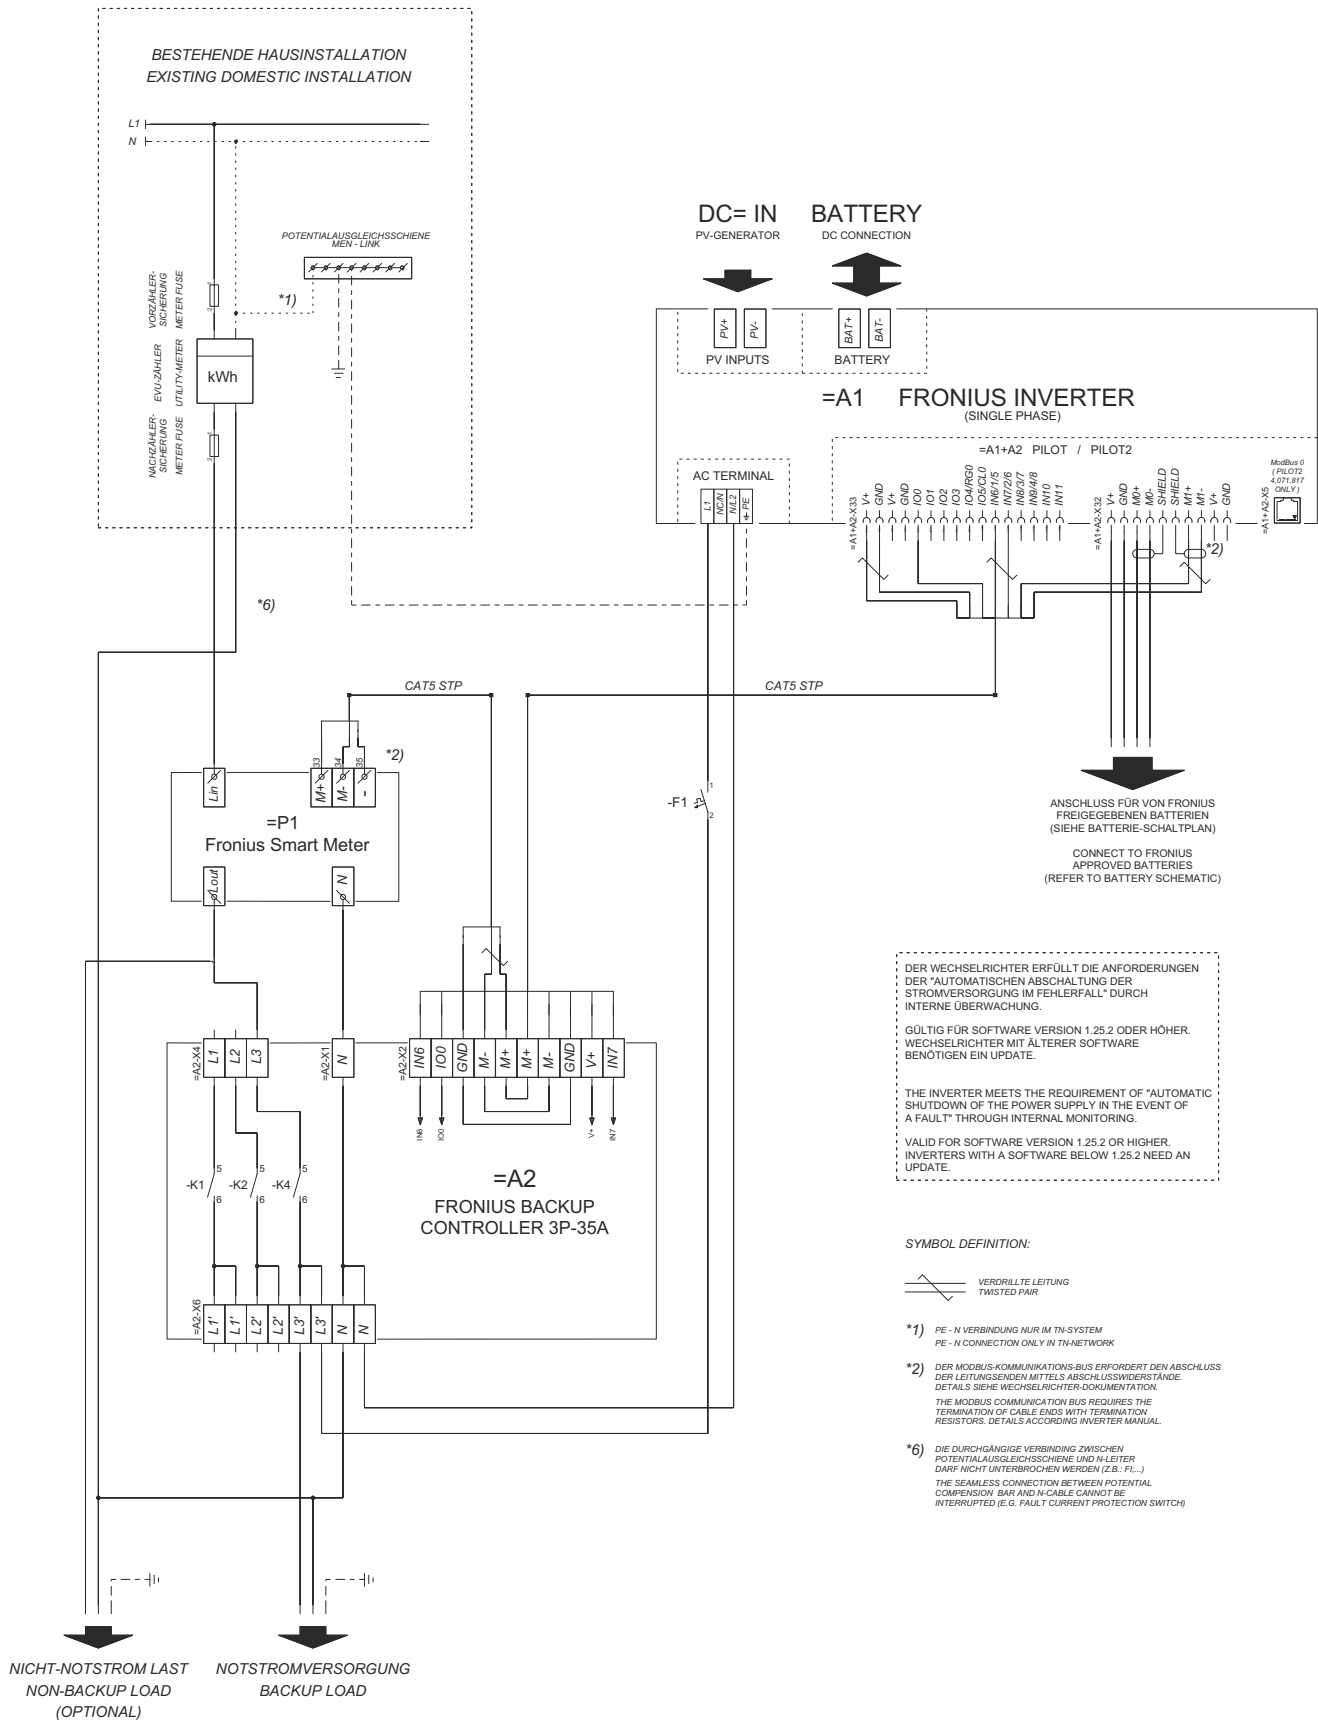 BESTEHENDE HAUSINSTALLATION
EXISTING DOMESTIC INSTALLATION
L1
N
POTENTIALAUSGLEICHSSCHIENE
MEN - LINK
*1)
VORZÄHLER-
SICHERUNG
METER FUSE
1
2
EVU-ZÄHLER
UTILITY-METER
kWh
NACHZÄHLER-
SICHERUNG
METER FUSE
1
2
*6)
DC= IN
PV-GENERATOR
BATTERY
DC CONNECTION
PV+
PV-
PV INPUTS
BAT+
BAT-
BATTERY
=A1 FRONIUS INVERTER
(SINGLE PHASE)
AC TERMINAL
L1
NC/N
N/L2
PE
=A1+A2 PILOT / PILOT2
=A1+A2-X33
V+
GND
V+
GND
IO0
IO1
IO2
IO3
IO4/RG0
IO5/CL0
IN6/1/5
IN7/2/6
IN8/3/7
IN9/4/8
IN10
IN11
=A1+A2-X32
V+
GND
M0+
M0-
SHIELD
SHIELD
M1+
M1-
V+
GND
ModBus 0
( PILOT2
4,071,817
ONLY )
=A1+A2-X5
*2)
CAT5 STP
CAT5 STP
Lin
33
34
35
M+
M-
-
*2)
=P1
Fronius Smart Meter
Lout
N
-F1
1
2
ANSCHLUSS FÜR VON FRONIUS
FREIGEGEBENEN BATTERIEN
(SIEHE BATTERIE-SCHALTPLAN)
CONNECT TO FRONIUS
APPROVED BATTERIES
(REFER TO BATTERY SCHEMATIC)
DER WECHSELRICHTER ERFÜLLT DIE ANFORDERUNGEN
DER "AUTOMATISCHEN ABSCHALTUNG DER
STROMVERSORGUNG IM FEHLERFALL" DURCH
INTERNE ÜBERWACHUNG.
GÜLTIG FÜR SOFTWARE VERSION 1.25.2 ODER HÖHER.
WECHSELRICHTER MIT ÄLTERER SOFTWARE
BENÖTIGEN EIN UPDATE.
THE INVERTER MEETS THE REQUIREMENT OF "AUTOMATIC
SHUTDOWN OF THE POWER SUPPLY IN THE EVENT OF
A FAULT" THROUGH INTERNAL MONITORING.
VALID FOR SOFTWARE VERSION 1.25.2 OR HIGHER.
INVERTERS WITH A SOFTWARE BELOW 1.25.2 NEED AN
UPDATE.
=A2-X4
L1
L2
L3
=A2-X1
N
=A2-X2
IN6
IO0
GND
M-
M+
M+
M-
GND
V+
IN7
IN6
IO0
V+
IN7
-K1
5
6
-K2
5
6
-K4
5
6
=A2
FRONIUS BACKUP
CONTROLLER 3P-35A
=A2-X6
L1'
L1'
L2'
L2'
L3'
L3'
N
N
SYMBOL DEFINITION:
VERDRILLTE LEITUNG
TWISTED PAIR
*1) PE - N VERBINDUNG NUR IM TN-SYSTEM
PE - N CONNECTION ONLY IN TN-NETWORK
*2) DER MODBUS-KOMMUNIKATIONS-BUS ERFORDERT DEN ABSCHLUSS
DER LEITUNGSENDEN MITTELS ABSCHLUSSWIDERSTÄNDE.
DETAILS SIEHE WECHSELRICHTER-DOKUMENTATION.
THE MODBUS COMMUNICATION BUS REQUIRES THE
TERMINATION OF CABLE ENDS WITH TERMINATION
RESISTORS. DETAILS ACCORDING INVERTER MANUAL.
*6) DIE DURCHGÄNGIGE VERBINDING ZWISCHEN
POTENTIALAUSGLEICHSSCHIENE UND N-LEITER
DARF NICHT UNTERBROCHEN WERDEN (Z.B.: FI;...)
THE SEAMLESS CONNECTION BETWEEN POTENTIAL
COMPENSION BAR AND N-CABLE CANNOT BE
INTERRUPTED (E.G. FAULT CURRENT PROTECTION SWITCH)
NICHT-NOTSTROM LAST
NON-BACKUP LOAD
(OPTIONAL)
NOTSTROMVERSORGUNG
BACKUP LOAD